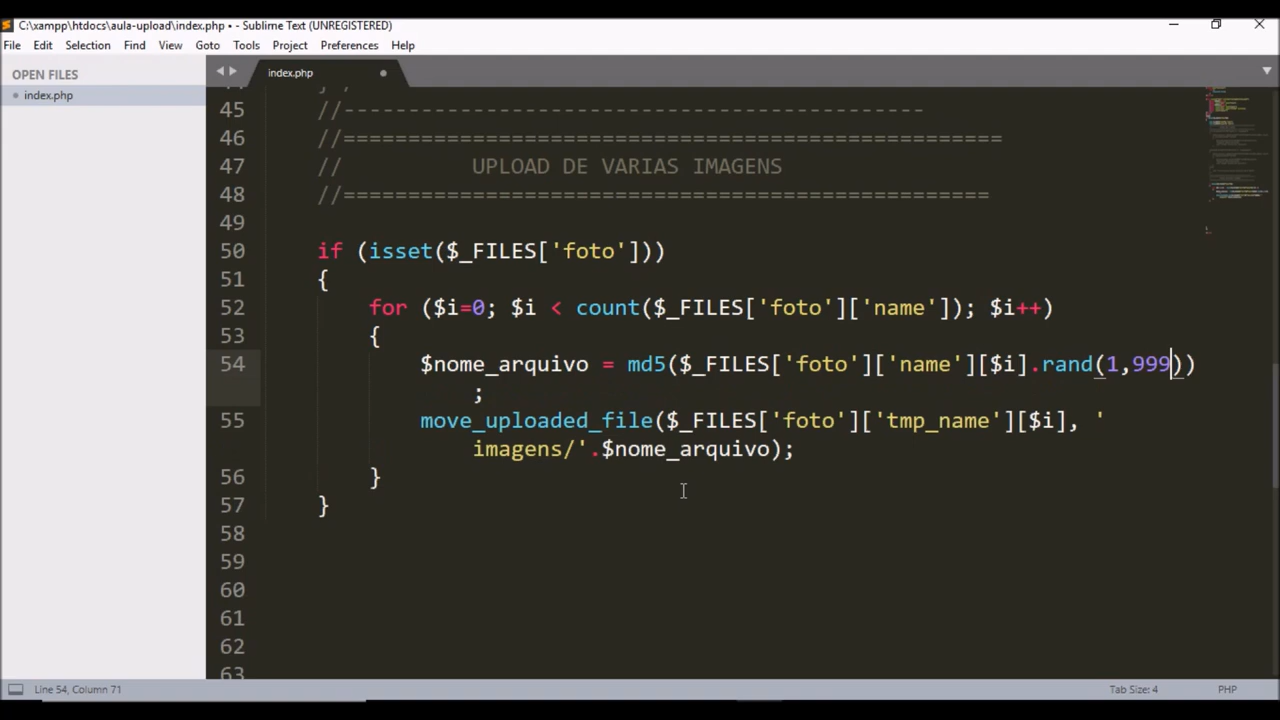 C:\xampp\htdocs\aula-upload\index.php • - Sublime Text (UNREGISTERED)
File Edit Selection Find View Goto Tools Project Preferences Help
OPEN FILES
index.php
index.php
45 //---------------------------------------------
46 //===================================================
47 // UPLOAD DE VARIAS IMAGENS
48 //==================================================
49
50 if (isset($_FILES['foto']))
51 {
52 for ($i=0; $i < count($_FILES['foto']['name']); $i++)
53 {
54 $nome_arquivo = md5($_FILES['foto']['name'][$i].rand(1,999))
;
55 move_uploaded_file($_FILES['foto']['tmp_name'][$i], '
imagens/'.$nome_arquivo);
56 }
57 }
58
59
60
61
62
63
Line 54, Column 71 Tab Size: 4 PHP